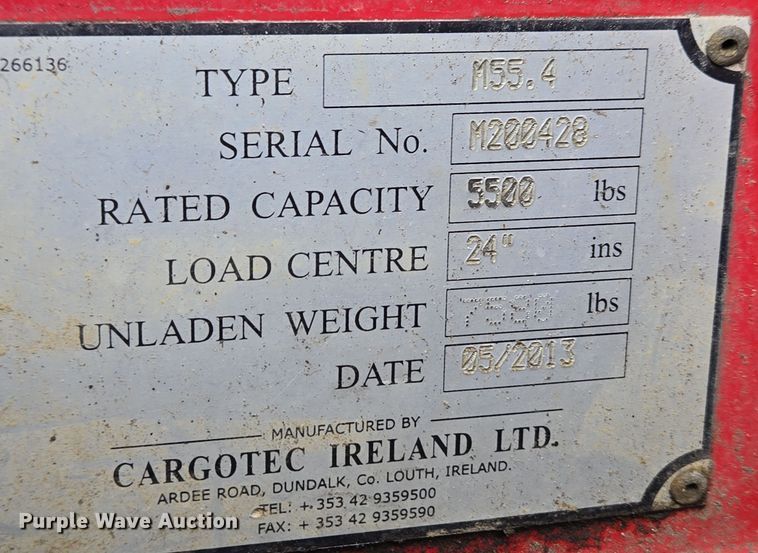 266136
TYPE M55.4
SERIAL No. M200428
RATED CAPACITY 5500 lbs
LOAD CENTRE 24" ins
UNLADEN WEIGHT 7580 lbs
DATE 05/2013
MANUFACTURED BY
CARGOTEC IRELAND LTD.
ARDEE ROAD, DUNDALK, Co. LOUTH, IRELAND.
TEL: + 353 42 9359500
FAX: + 353 42 9359590
Purple Wave Auction